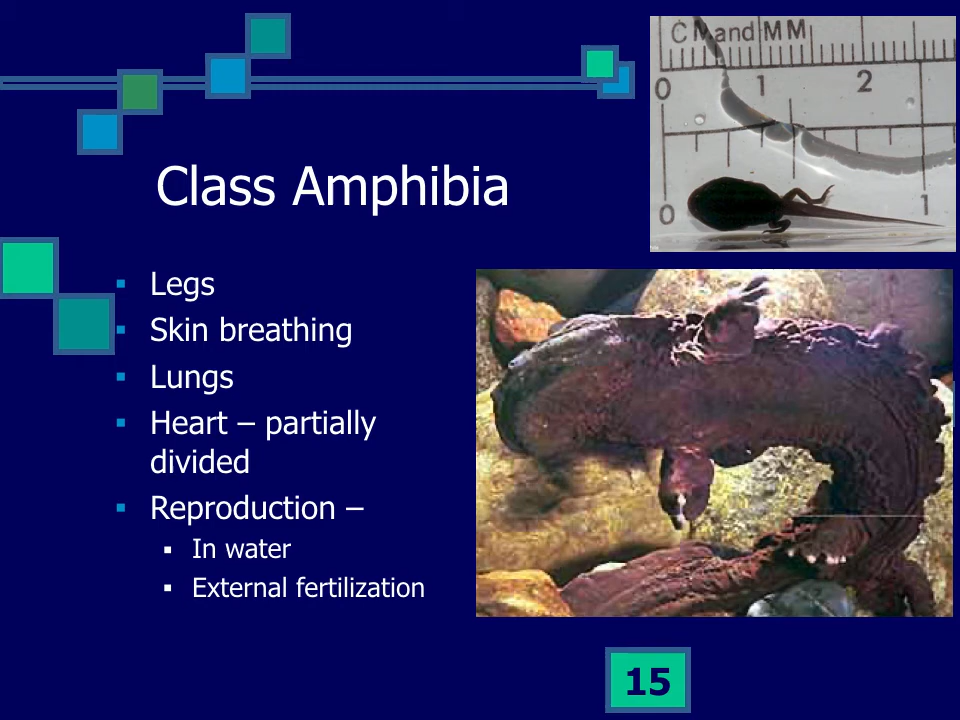 CM and MM
0 1 2
0 1
Class Amphibia
▪ Legs
▪ Skin breathing
▪ Lungs
▪ Heart – partially
divided
▪ Reproduction –
▪ In water
▪ External fertilization
15